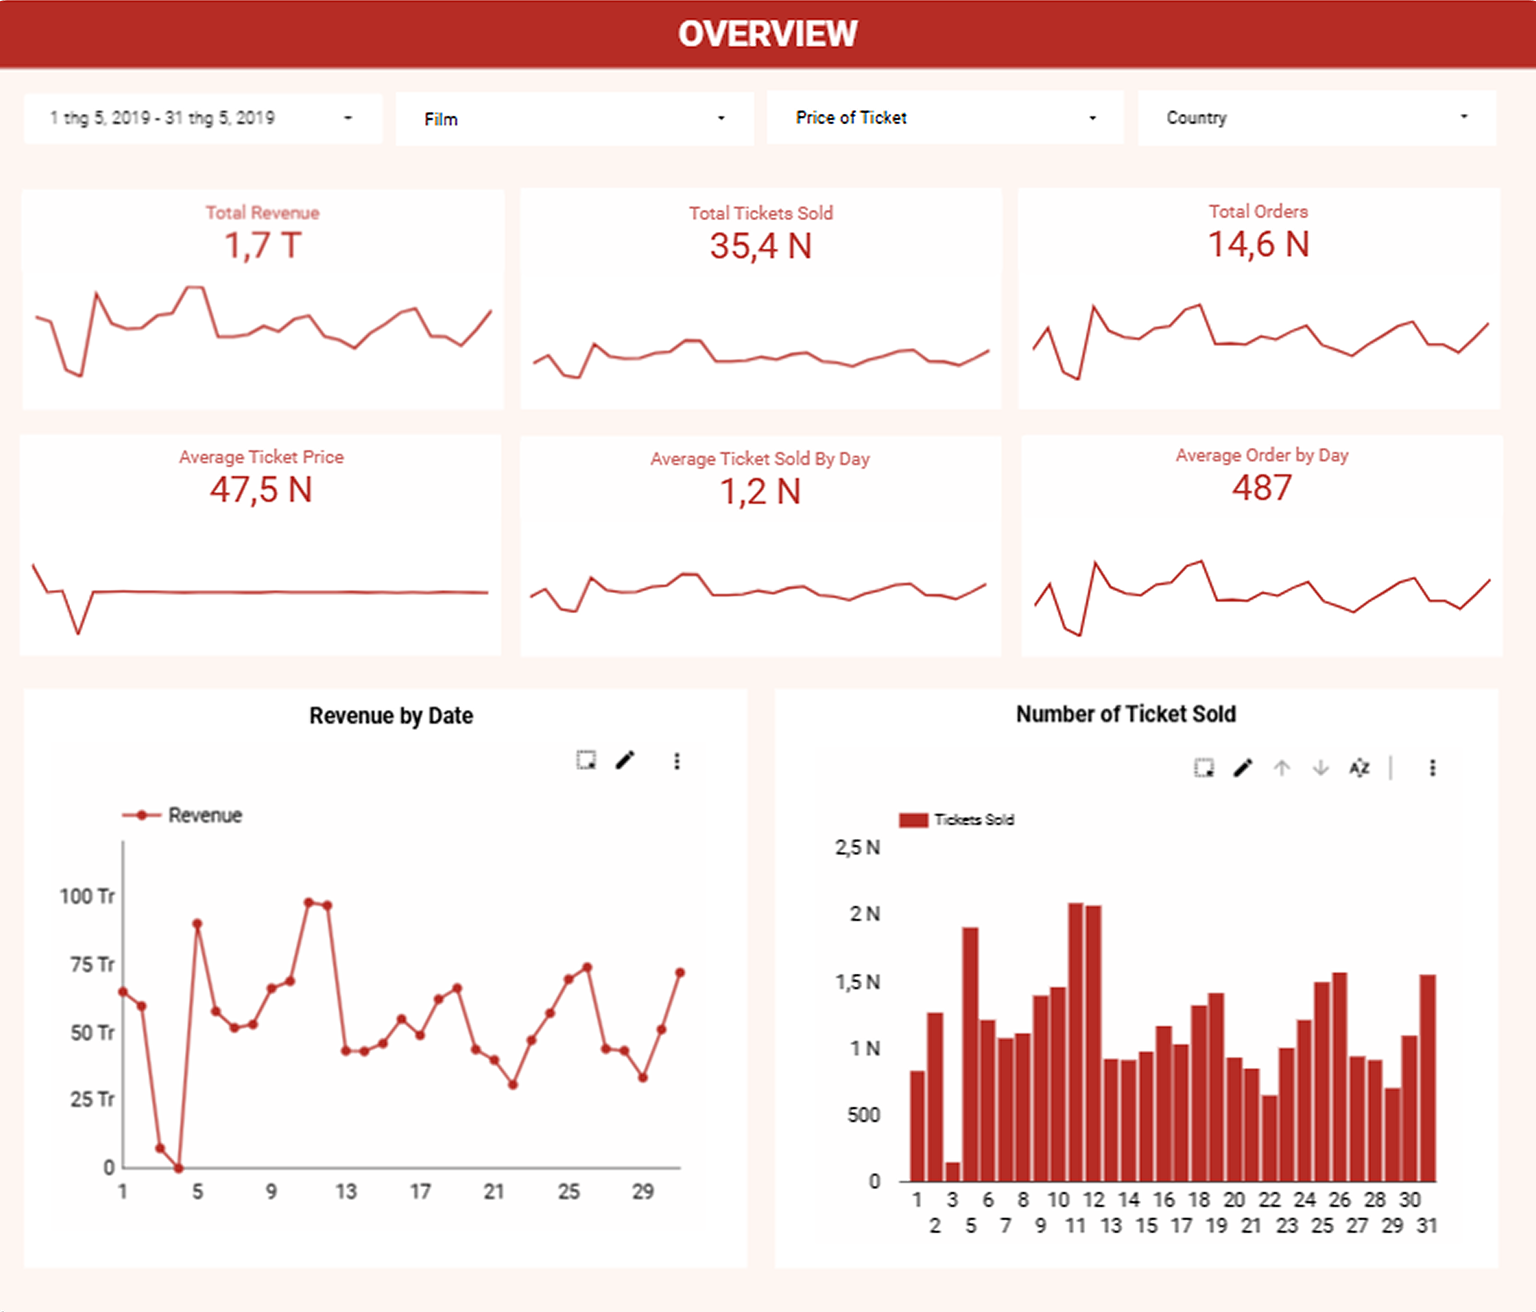 OVERVIEW
1 thg 5, 2019 - 31 thg 5, 2019
Film
Price of Ticket
Country
Total Revenue
1,7 T
Total Tickets Sold
35,4 N
Total Orders
14,6 N
Average Ticket Price
47,5 N
Average Ticket Sold By Day
1,2 N
Average Order by Day
487
Revenue by Date
Revenue
100 Tr
75 Tr
50 Tr
25 Tr
0
1 5 9 13 17 21 25 29
Number of Ticket Sold
AZ
Tickets Sold
2,5 N
2 N
1,5 N
1 N
500
0
1 3 6 8 10 12 14 16 18 20 22 24 26 28 30
2 5 7 9 11 13 15 17 19 21 23 25 27 29 31